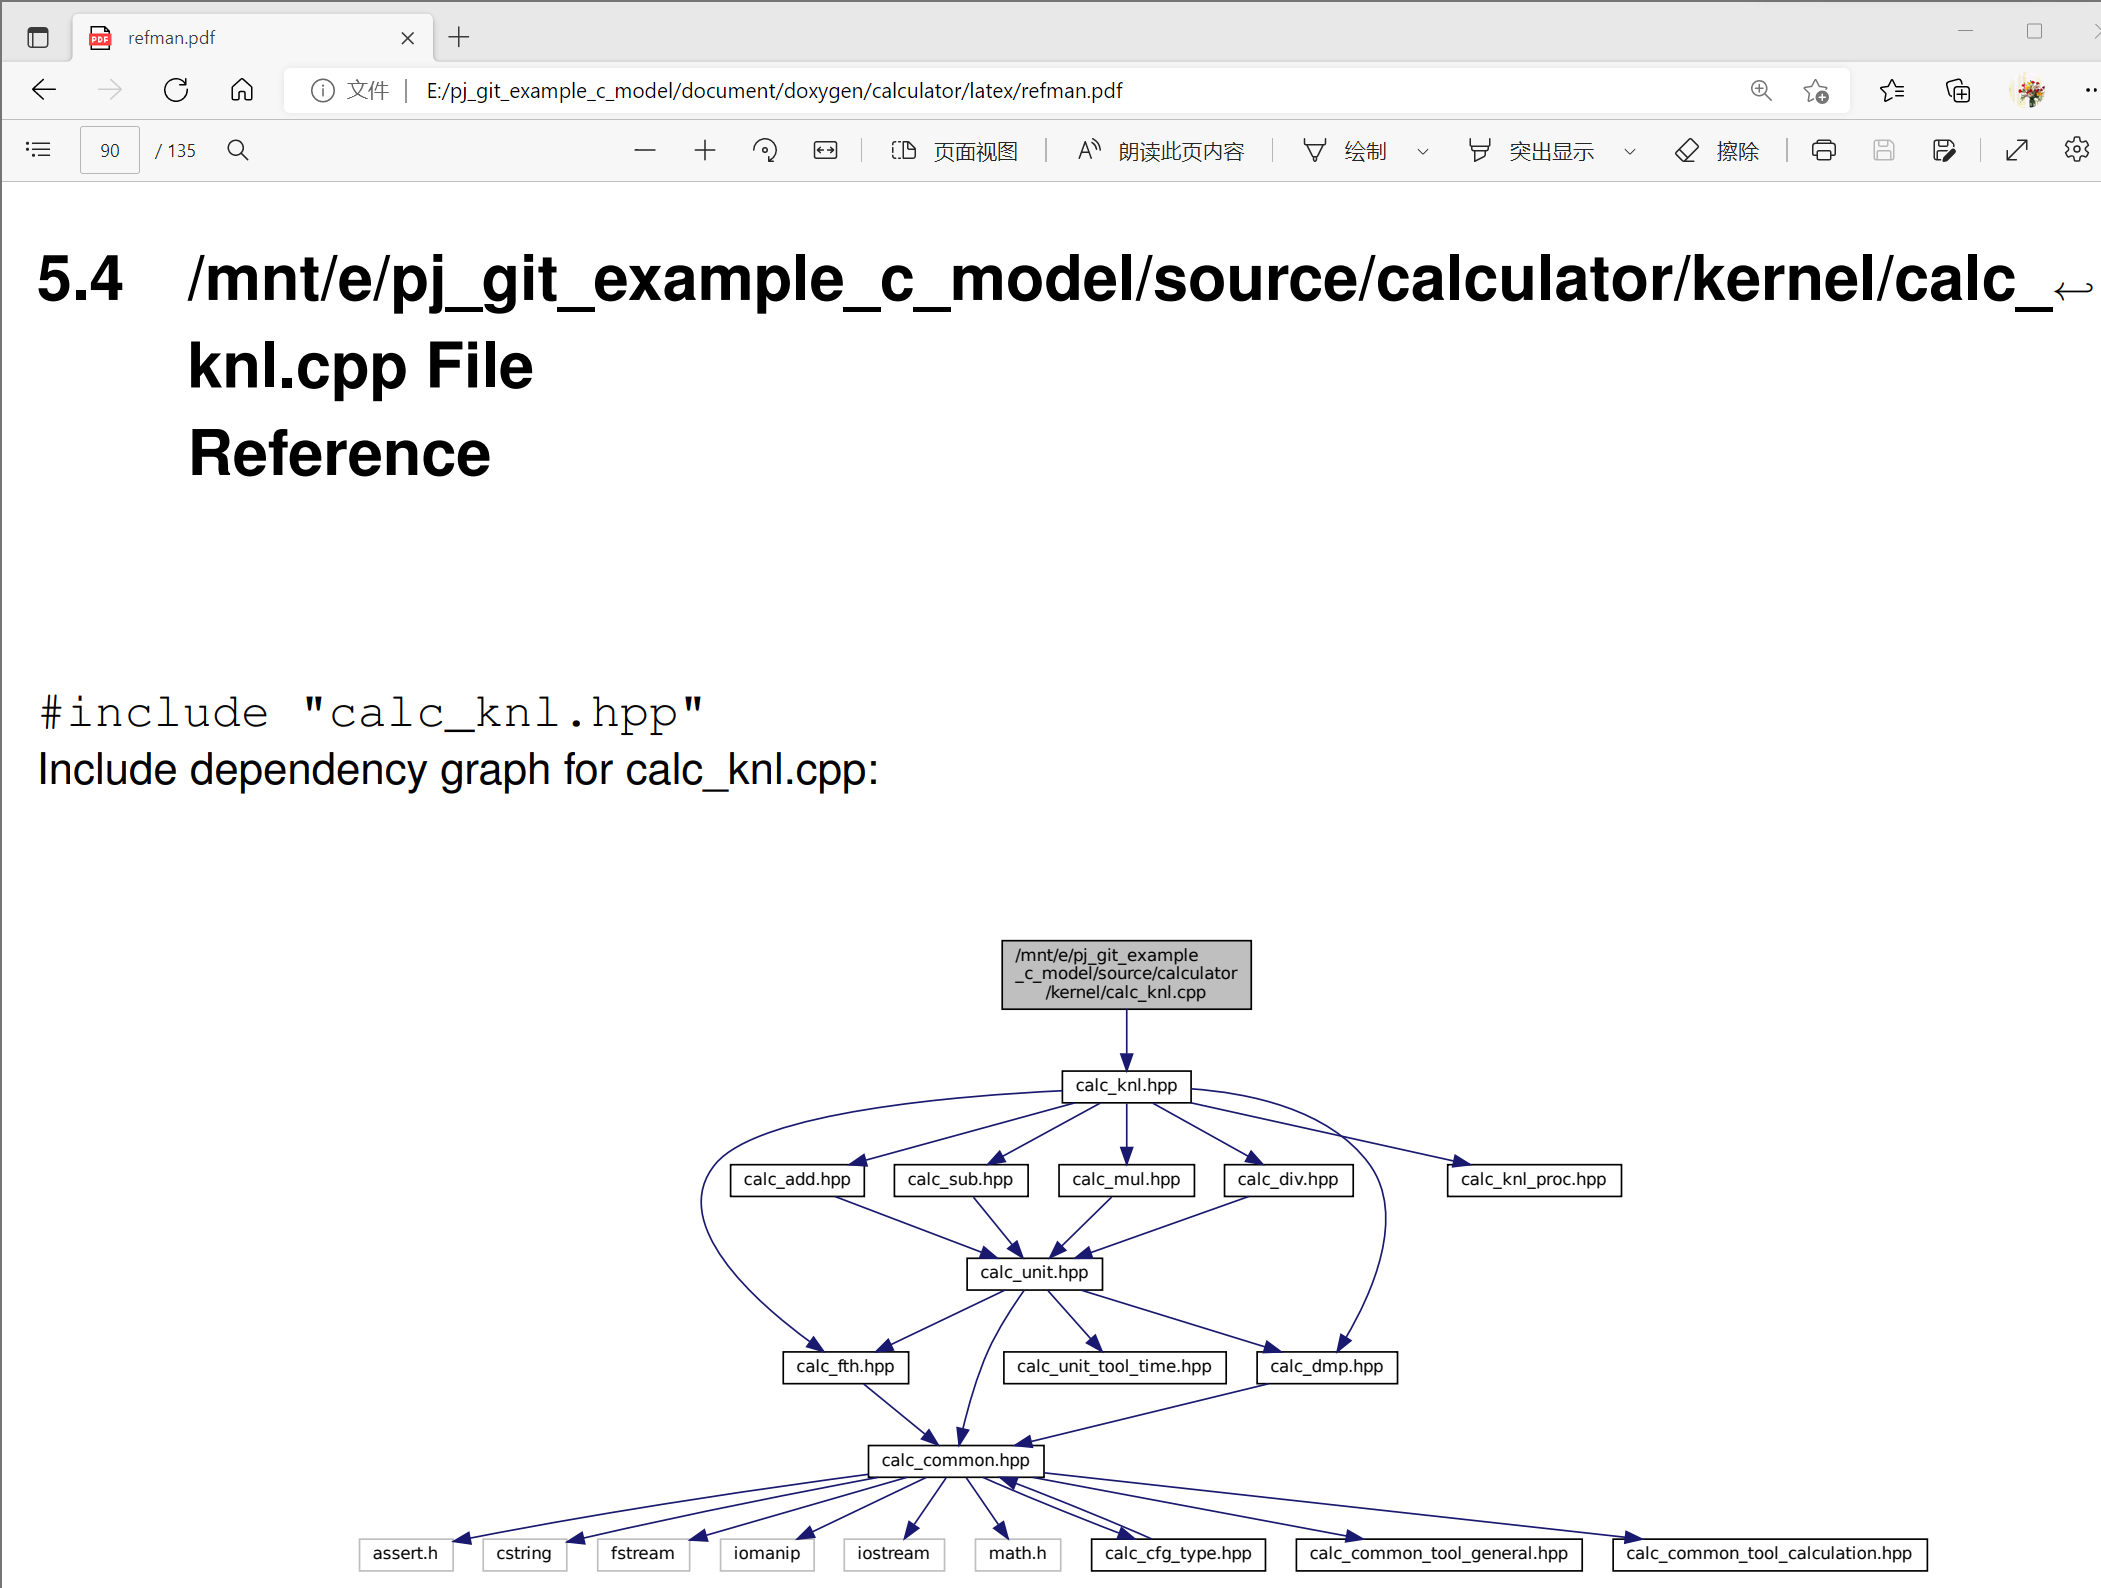 refman.pdf
文件 E:/pj_git_example_c_model/document/doxygen/calculator/latex/refman.pdf
90 / 135 页面视图 朗读此页内容 绘制 突出显示 擦除
5.4 /mnt/e/pj_git_example_c_model/source/calculator/kernel/calc_↩
knl.cpp File
Reference
#include "calc_knl.hpp"
Include dependency graph for calc_knl.cpp:
/mnt/e/pj_git_example
_c_model/source/calculator
/kernel/calc_knl.cpp
calc_knl.hpp
calc_add.hpp calc_sub.hpp calc_mul.hpp calc_div.hpp calc_knl_proc.hpp
calc_unit.hpp
calc_fth.hpp calc_unit_tool_time.hpp calc_dmp.hpp
calc_common.hpp
assert.h cstring fstream iomanip iostream math.h calc_cfg_type.hpp calc_common_tool_general.hpp calc_common_tool_calculation.hpp